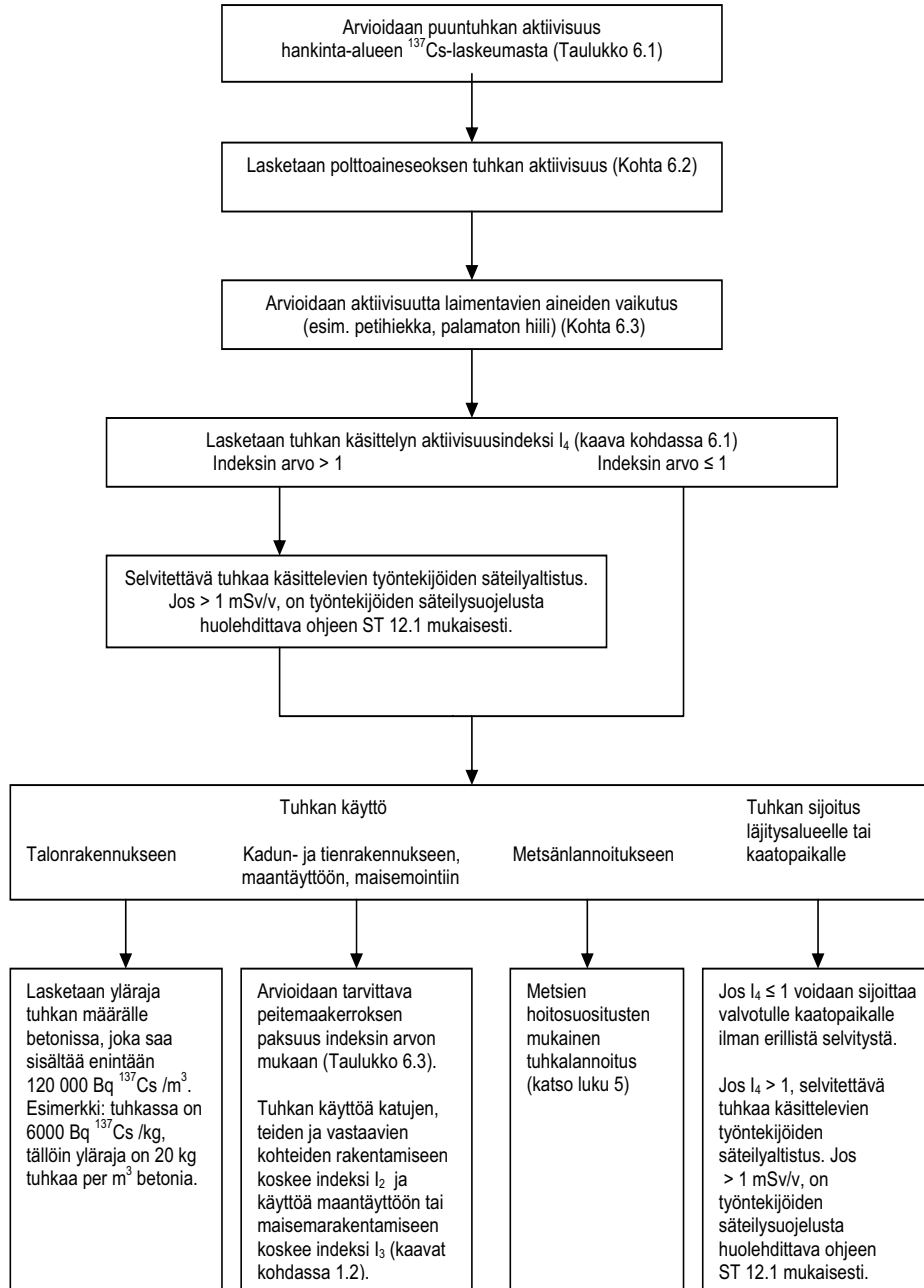 Arvioidaan puuntuhkan aktiivisuus
hankinta-alueen ¹³⁷Cs-laskeumasta (Taulukko 6.1)
Lasketaan polttoaineseoksen tuhkan aktiivisuus (Kohta 6.2)
Arvioidaan aktiivisuutta laimentavien aineiden vaikutus
(esim. petihiekka, palamaton hiili) (Kohta 6.3)
Lasketaan tuhkan käsittelyn aktiivisuusindeksi I₄ (kaava kohdassa 6.1)
Indeksin arvo > 1 Indeksin arvo ≤ 1
Selvitettävä tuhkaa käsittelevien työntekijöiden säteilyaltistus.
Jos > 1 mSv/v, on työntekijöiden säteilysuojelusta
huolehdittava ohjeen ST 12.1 mukaisesti.
Tuhkan käyttö
Talonrakennukseen
Kadun- ja tienrakennukseen,
maantäyttöön, maisemointiin
Metsänlannoitukseen
Tuhkan sijoitus
läjitysalueelle tai
kaatopaikalle
Lasketaan yläraja
tuhkan määrälle
betonissa, joka saa
sisältää enintään
120 000 Bq ¹³⁷Cs /m³.
Esimerkki: tuhkassa on
6000 Bq ¹³⁷Cs /kg,
tällöin yläraja on 20 kg
tuhkaa per m³ betonia.
Arvioidaan tarvittava
peitemaakerroksen
paksuus indeksin arvon
mukaan (Taulukko 6.3).
Tuhkan käyttöä katujen,
teiden ja vastaavien
kohteiden rakentamiseen
koskee indeksi I₂ ja
käyttöä maantäyttöön tai
maisemarakentamiseen
koskee indeksi I₃ (kaavat
kohdassa 1.2).
Metsien
hoitosuositusten
mukainen
tuhkalannoitus
(katso luku 5)
Jos I₄ ≤ 1 voidaan sijoittaa
valvotulle kaatopaikalle
ilman erillistä selvitystä.
Jos I₄ > 1, selvitettävä
tuhkaa käsittelevien
työntekijöiden
säteilyaltistus. Jos
> 1 mSv/v, on
työntekijöiden
säteilysuojelusta
huolehdittava ohjeen
ST 12.1 mukaisesti.